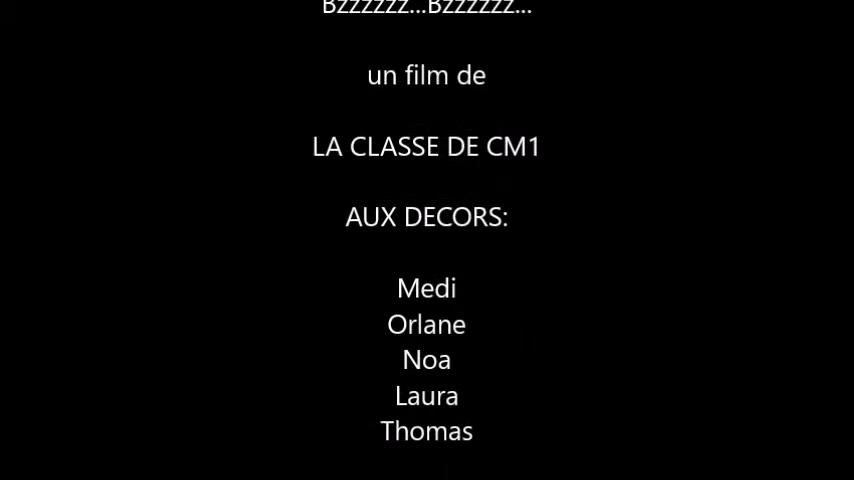 Bzzzzzz...Bzzzzzz...
un film de
LA CLASSE DE CM1
AUX DECORS:
Medi
Orlane
Noa
Laura
Thomas